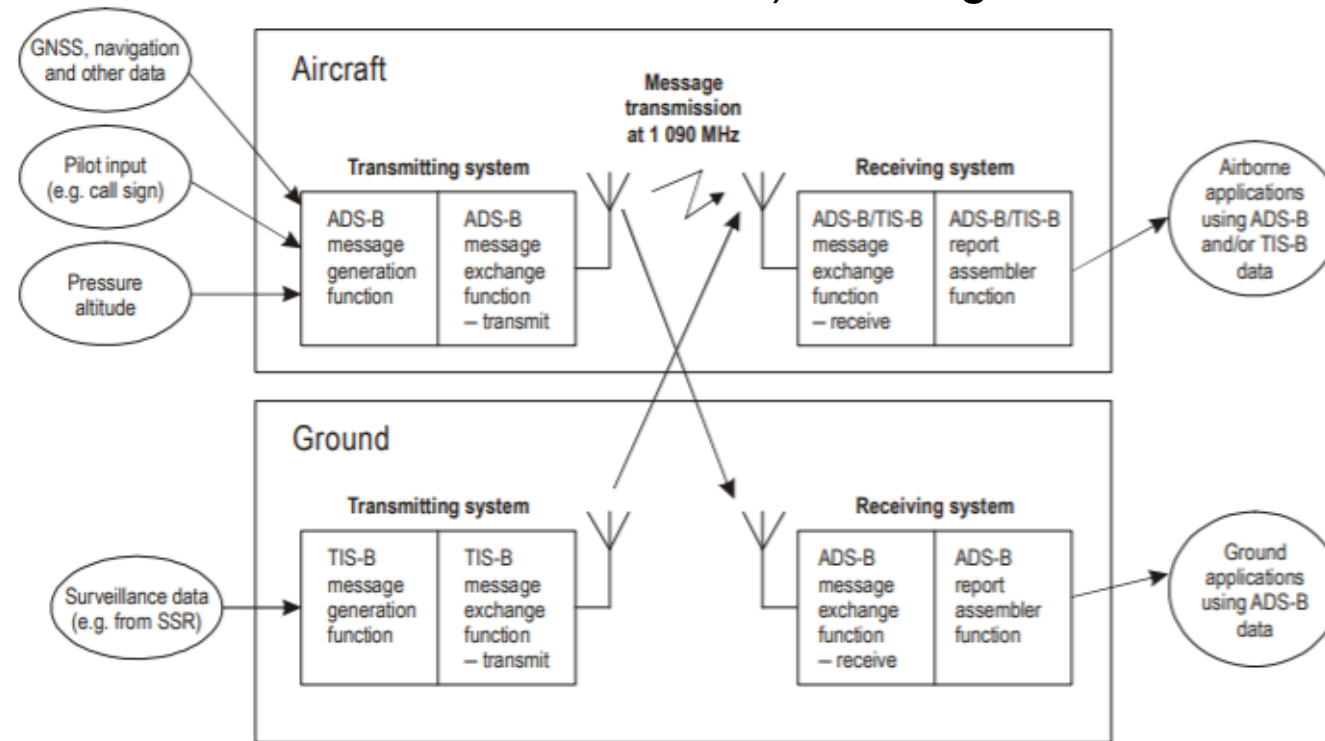 GNSS, navigation
and other data
Pilot input
(e.g. call sign)
Pressure
altitude
Aircraft
Message
transmission
at 1 090 MHz
Transmitting system
ADS-B
message
generation
function
ADS-B
message
exchange
function
– transmit
Receiving system
ADS-B/TIS-B
message
exchange
function
– receive
ADS-B/TIS-B
report
assembler
function
Airborne
applications
using ADS-B
and/or TIS-B
data
Ground
Surveillance data
(e.g. from SSR)
Transmitting system
TIS-B
message
generation
function
TIS-B
message
exchange
function
– transmit
Receiving system
ADS-B
message
exchange
function
– receive
ADS-B
report
assembler
function
Ground
applications
using ADS-B
data